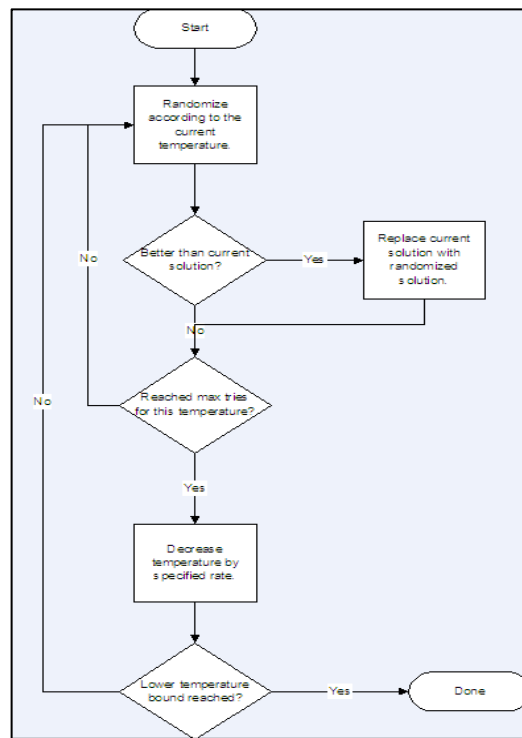 Start
Randomize
according to the
current
temperature.
Better than current
solution?
Yes
Replace current
solution with
randomized
solution.
No
No
Reached max tries
for this temperature?
No
Yes
Decrease
temperature by
specified rate.
Lower temperature
bound reached?
Yes
Done